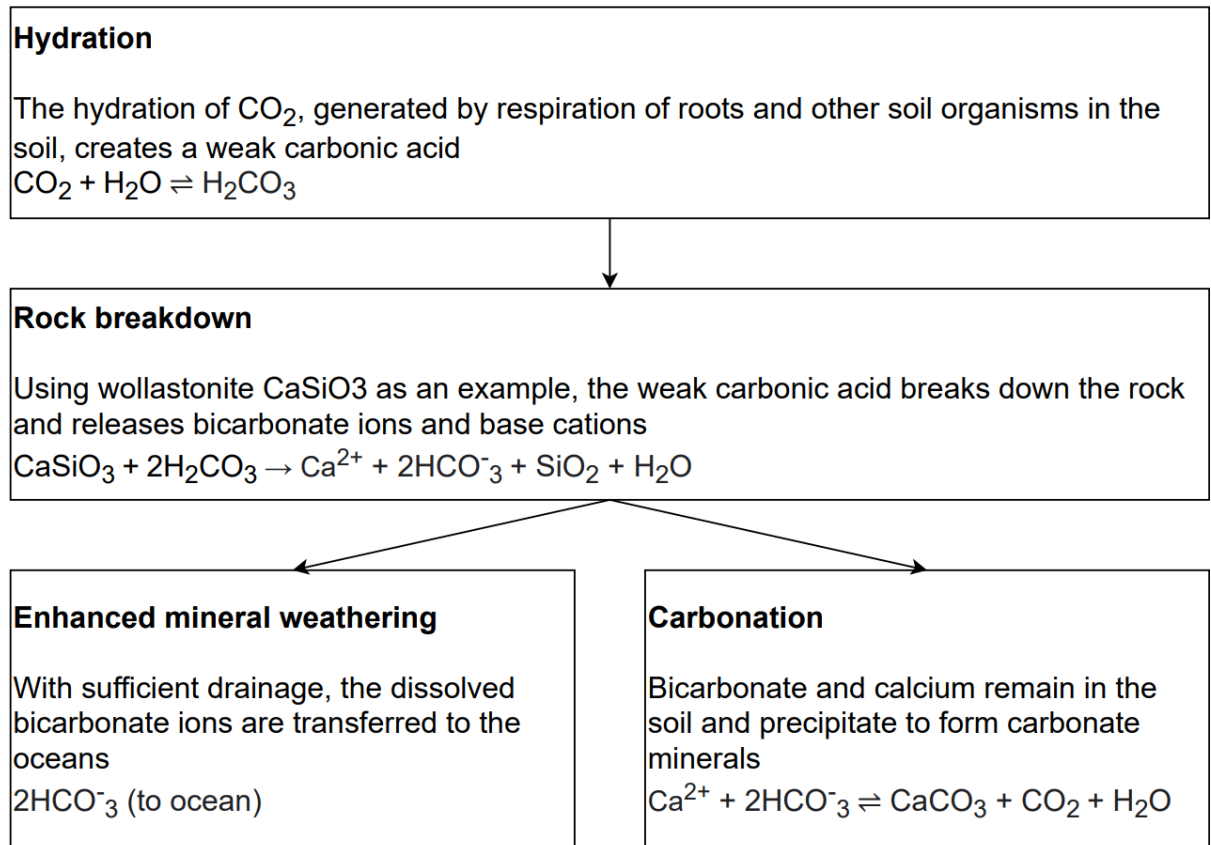 Hydration
The hydration of CO₂, generated by respiration of roots and other soil organisms in the
soil, creates a weak carbonic acid
CO₂ + H₂O ⇌ H₂CO₃
Rock breakdown
Using wollastonite CaSiO3 as an example, the weak carbonic acid breaks down the rock
and releases bicarbonate ions and base cations
CaSiO₃ + 2H₂CO₃ → Ca²⁺ + 2HCO⁻₃ + SiO₂ + H₂O
Enhanced mineral weathering
With sufficient drainage, the dissolved
bicarbonate ions are transferred to the
oceans
2HCO⁻₃ (to ocean)
Carbonation
Bicarbonate and calcium remain in the
soil and precipitate to form carbonate
minerals
Ca²⁺ + 2HCO⁻₃ ⇌ CaCO₃ + CO₂ + H₂O